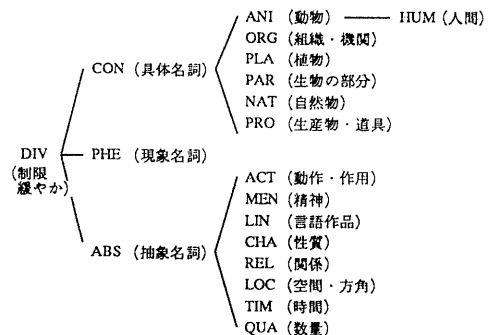 ANI (動物) HUM (人間)
ORG (組織・機関)
CON (具体名詞) PLA (植物)
PAR (生物の部分)
NAT (自然物)
PRO (生産物・道具)
DIV PHE (現象名詞)
(制限
緩やか)
ACT (動作・作用)
MEN (精神)
LIN (言語作品)
ABS (抽象名詞) CHA (性質)
REL (関係)
LOC (空間・方角)
TIM (時間)
QUA (数量)